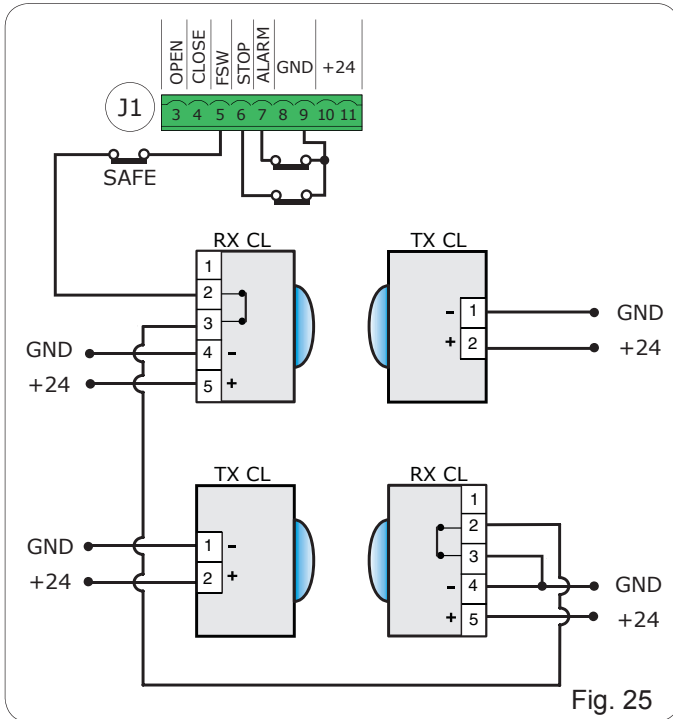 OPEN CLOSE FSW STOP ALARM GND +24
J1 3 4 5 6 7 8 9 10 11
SAFE
RX CL
1
2
3
GND 4 -
+24 5 +
TX CL
- 1 GND
+ 2 +24
TX CL
GND 1 -
+24 2 +
RX CL
1
2
3
- 4 GND
+ 5 +24
Fig. 25